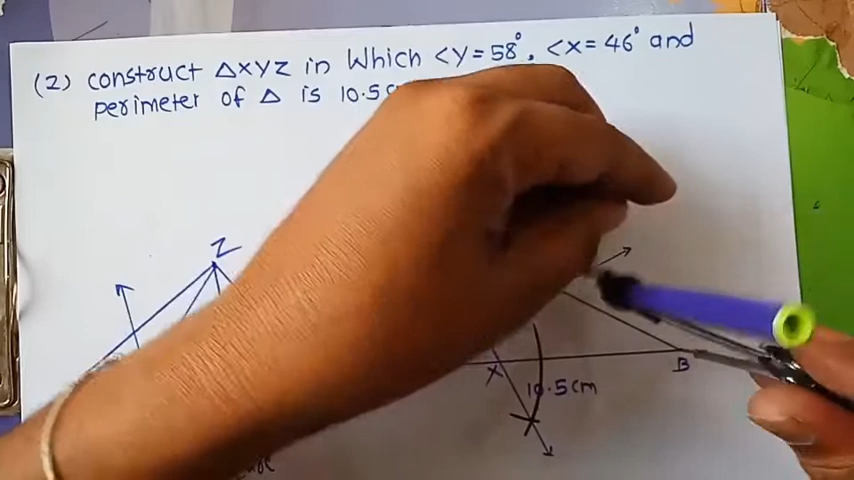 (2) construct △XYZ in Which <Y=58°, <X=46° and
perimeter of △ is 10.5
Z
X
B
10.5cm